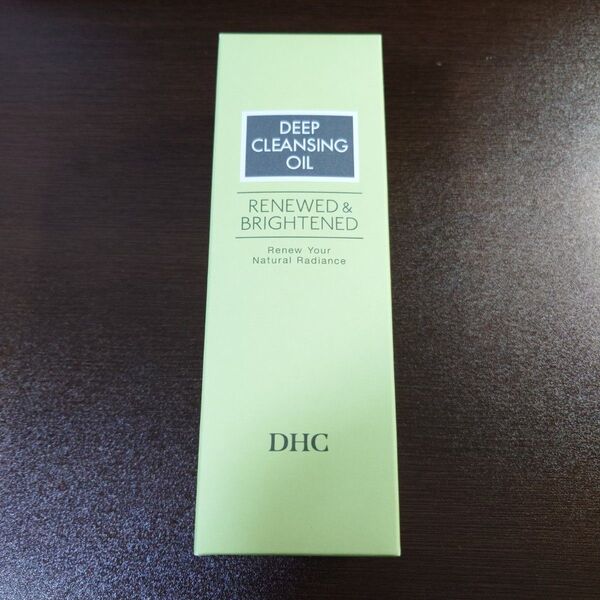 DEEP
CLEANSING
OIL
RENEWED &
BRIGHTENED
Renew Your
Natural Radiance
DHC